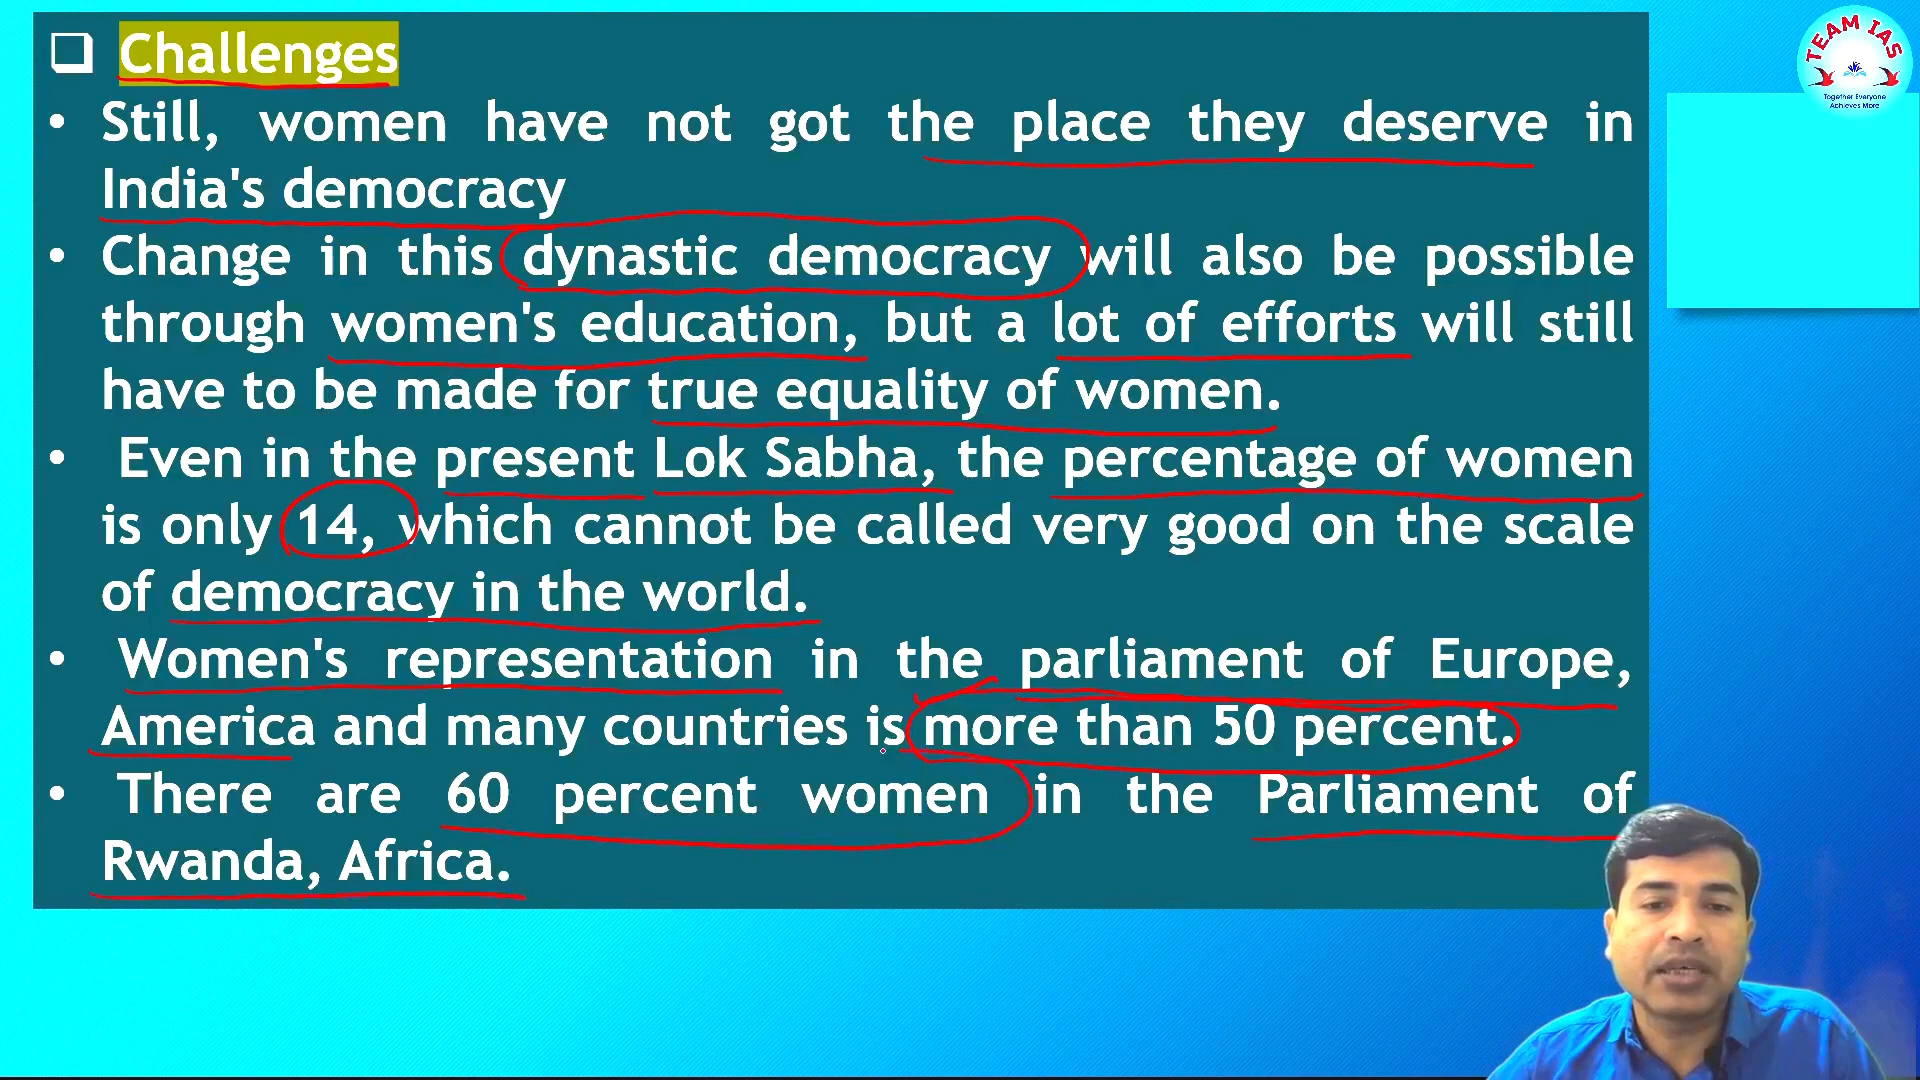 TEAM IAS
Together Everyone
Achieves More
❑ Challenges
• Still, women have not got the place they deserve in
India's democracy
• Change in this dynastic democracy will also be possible
through women's education, but a lot of efforts will still
have to be made for true equality of women.
• Even in the present Lok Sabha, the percentage of women
is only 14, which cannot be called very good on the scale
of democracy in the world.
• Women's representation in the parliament of Europe,
America and many countries is more than 50 percent.
• There are 60 percent women in the Parliament of
Rwanda, Africa.